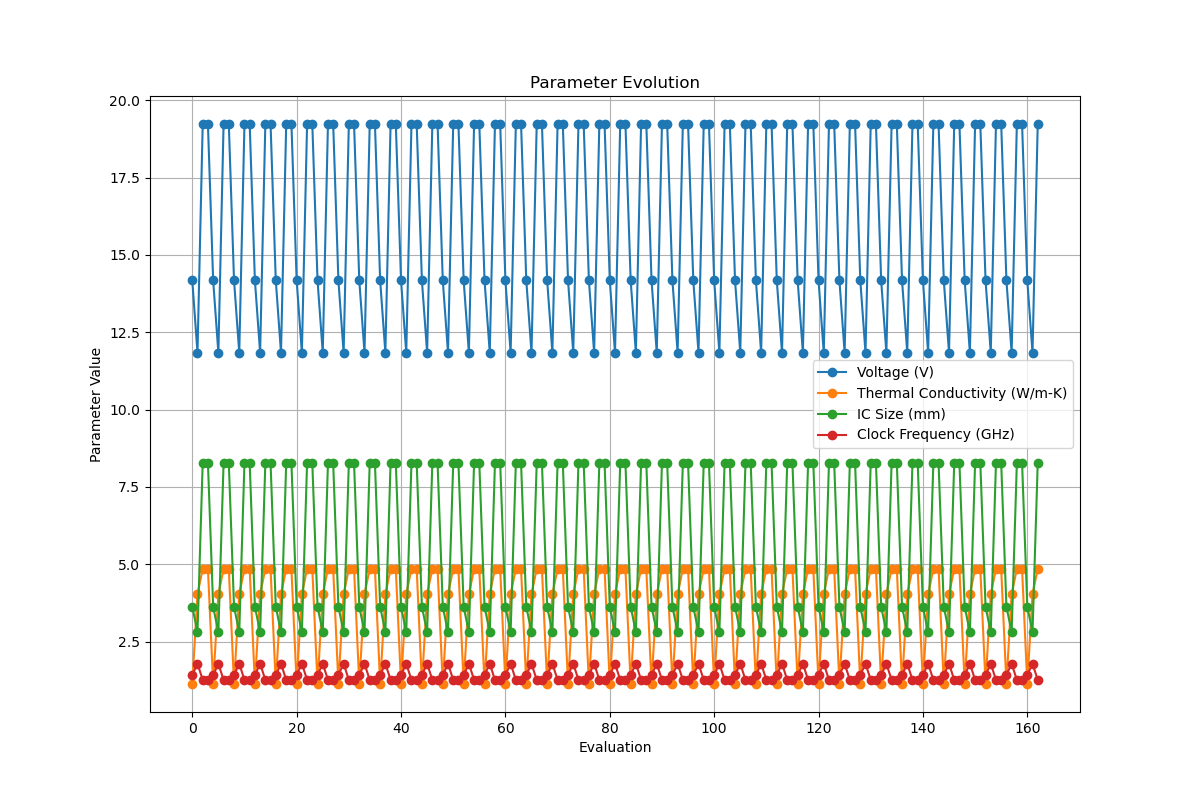 Parameter Evolution
20.0
17.5
15.0
12.5
10.0
7.5
5.0
2.5
Parameter Value
Voltage (V)
Thermal Conductivity (W/m-K)
IC Size (mm)
Clock Frequency (GHz)
0 20 40 60 80 100 120 140 160
Evaluation